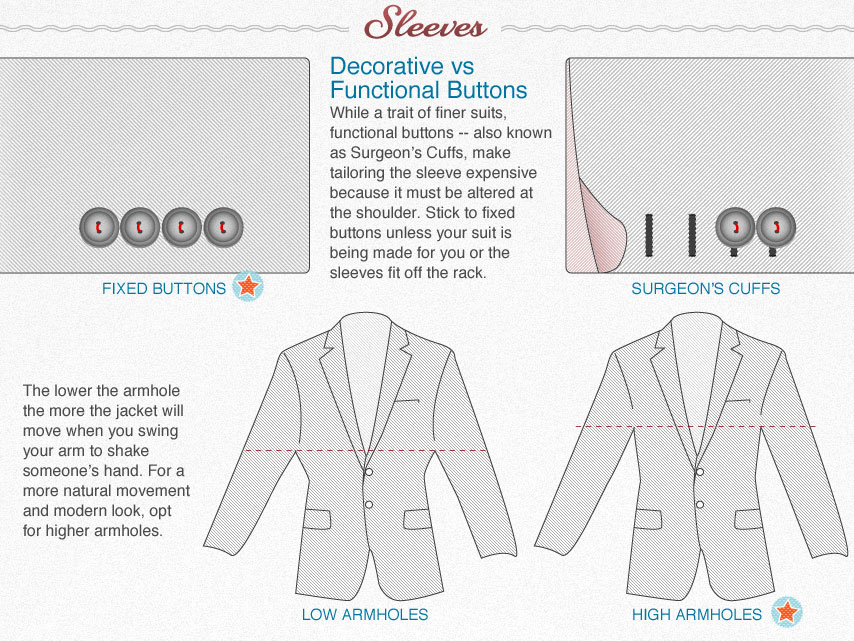 Sleeves
Decorative vs
Functional Buttons
While a trait of finer suits,
functional buttons -- also known
as Surgeon's Cuffs, make
tailoring the sleeve expensive
because it must be altered at
the shoulder. Stick to fixed
buttons unless your suit is
being made for you or the
sleeves fit off the rack.
FIXED BUTTONS
SURGEON'S CUFFS
The lower the armhole
the more the jacket will
move when you swing
your arm to shake
someone's hand. For a
more natural movement
and modern look, opt
for higher armholes.
LOW ARMHOLES
HIGH ARMHOLES